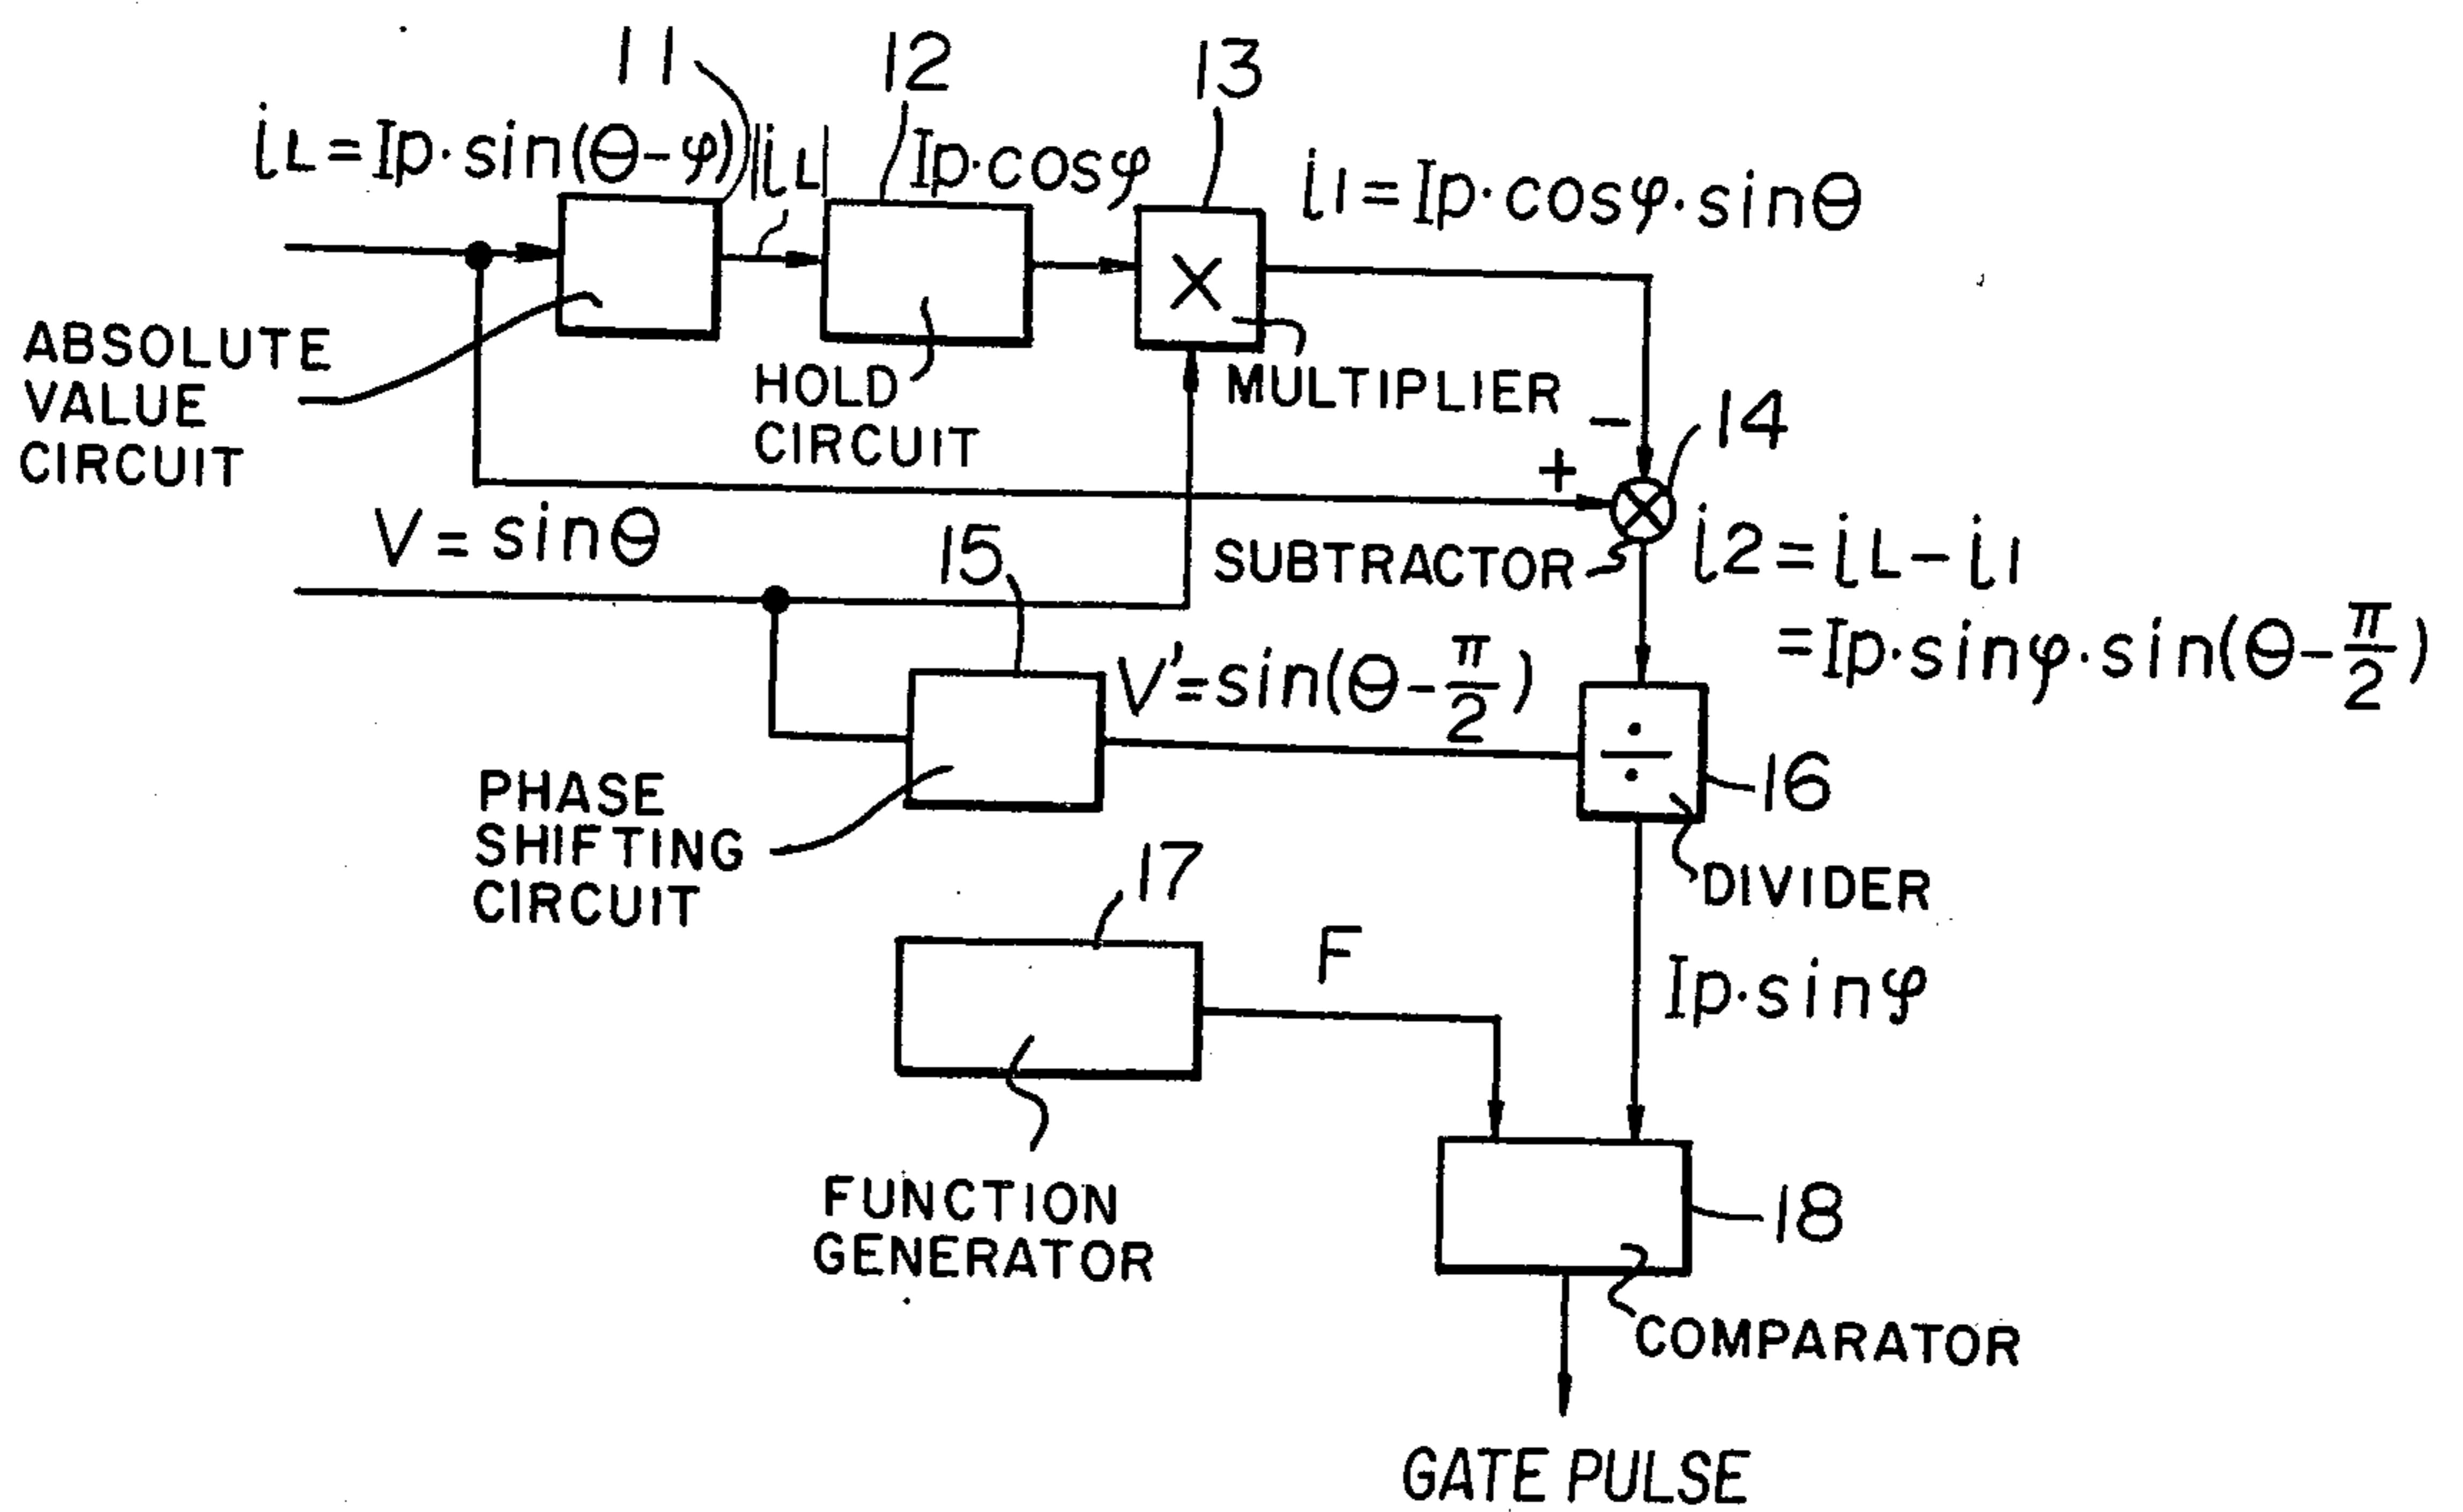 11
12
13
iL=Ip·sin(θ-φ)
|iL|
Ip·cosφ
i1=Ip·cosφ·sinθ
×
ABSOLUTE
VALUE
CIRCUIT
HOLD
CIRCUIT
MULTIPLIER
-
14
+
V=sinθ
15
SUBTRACTOR
i2=iL-i1
=Ip·sinφ·sin(θ-π/2)
V'=sin(θ-π/2)
÷
16
PHASE
SHIFTING
CIRCUIT
17
DIVIDER
F
Ip·sinφ
FUNCTION
GENERATOR
18
COMPARATOR
GATE PULSE